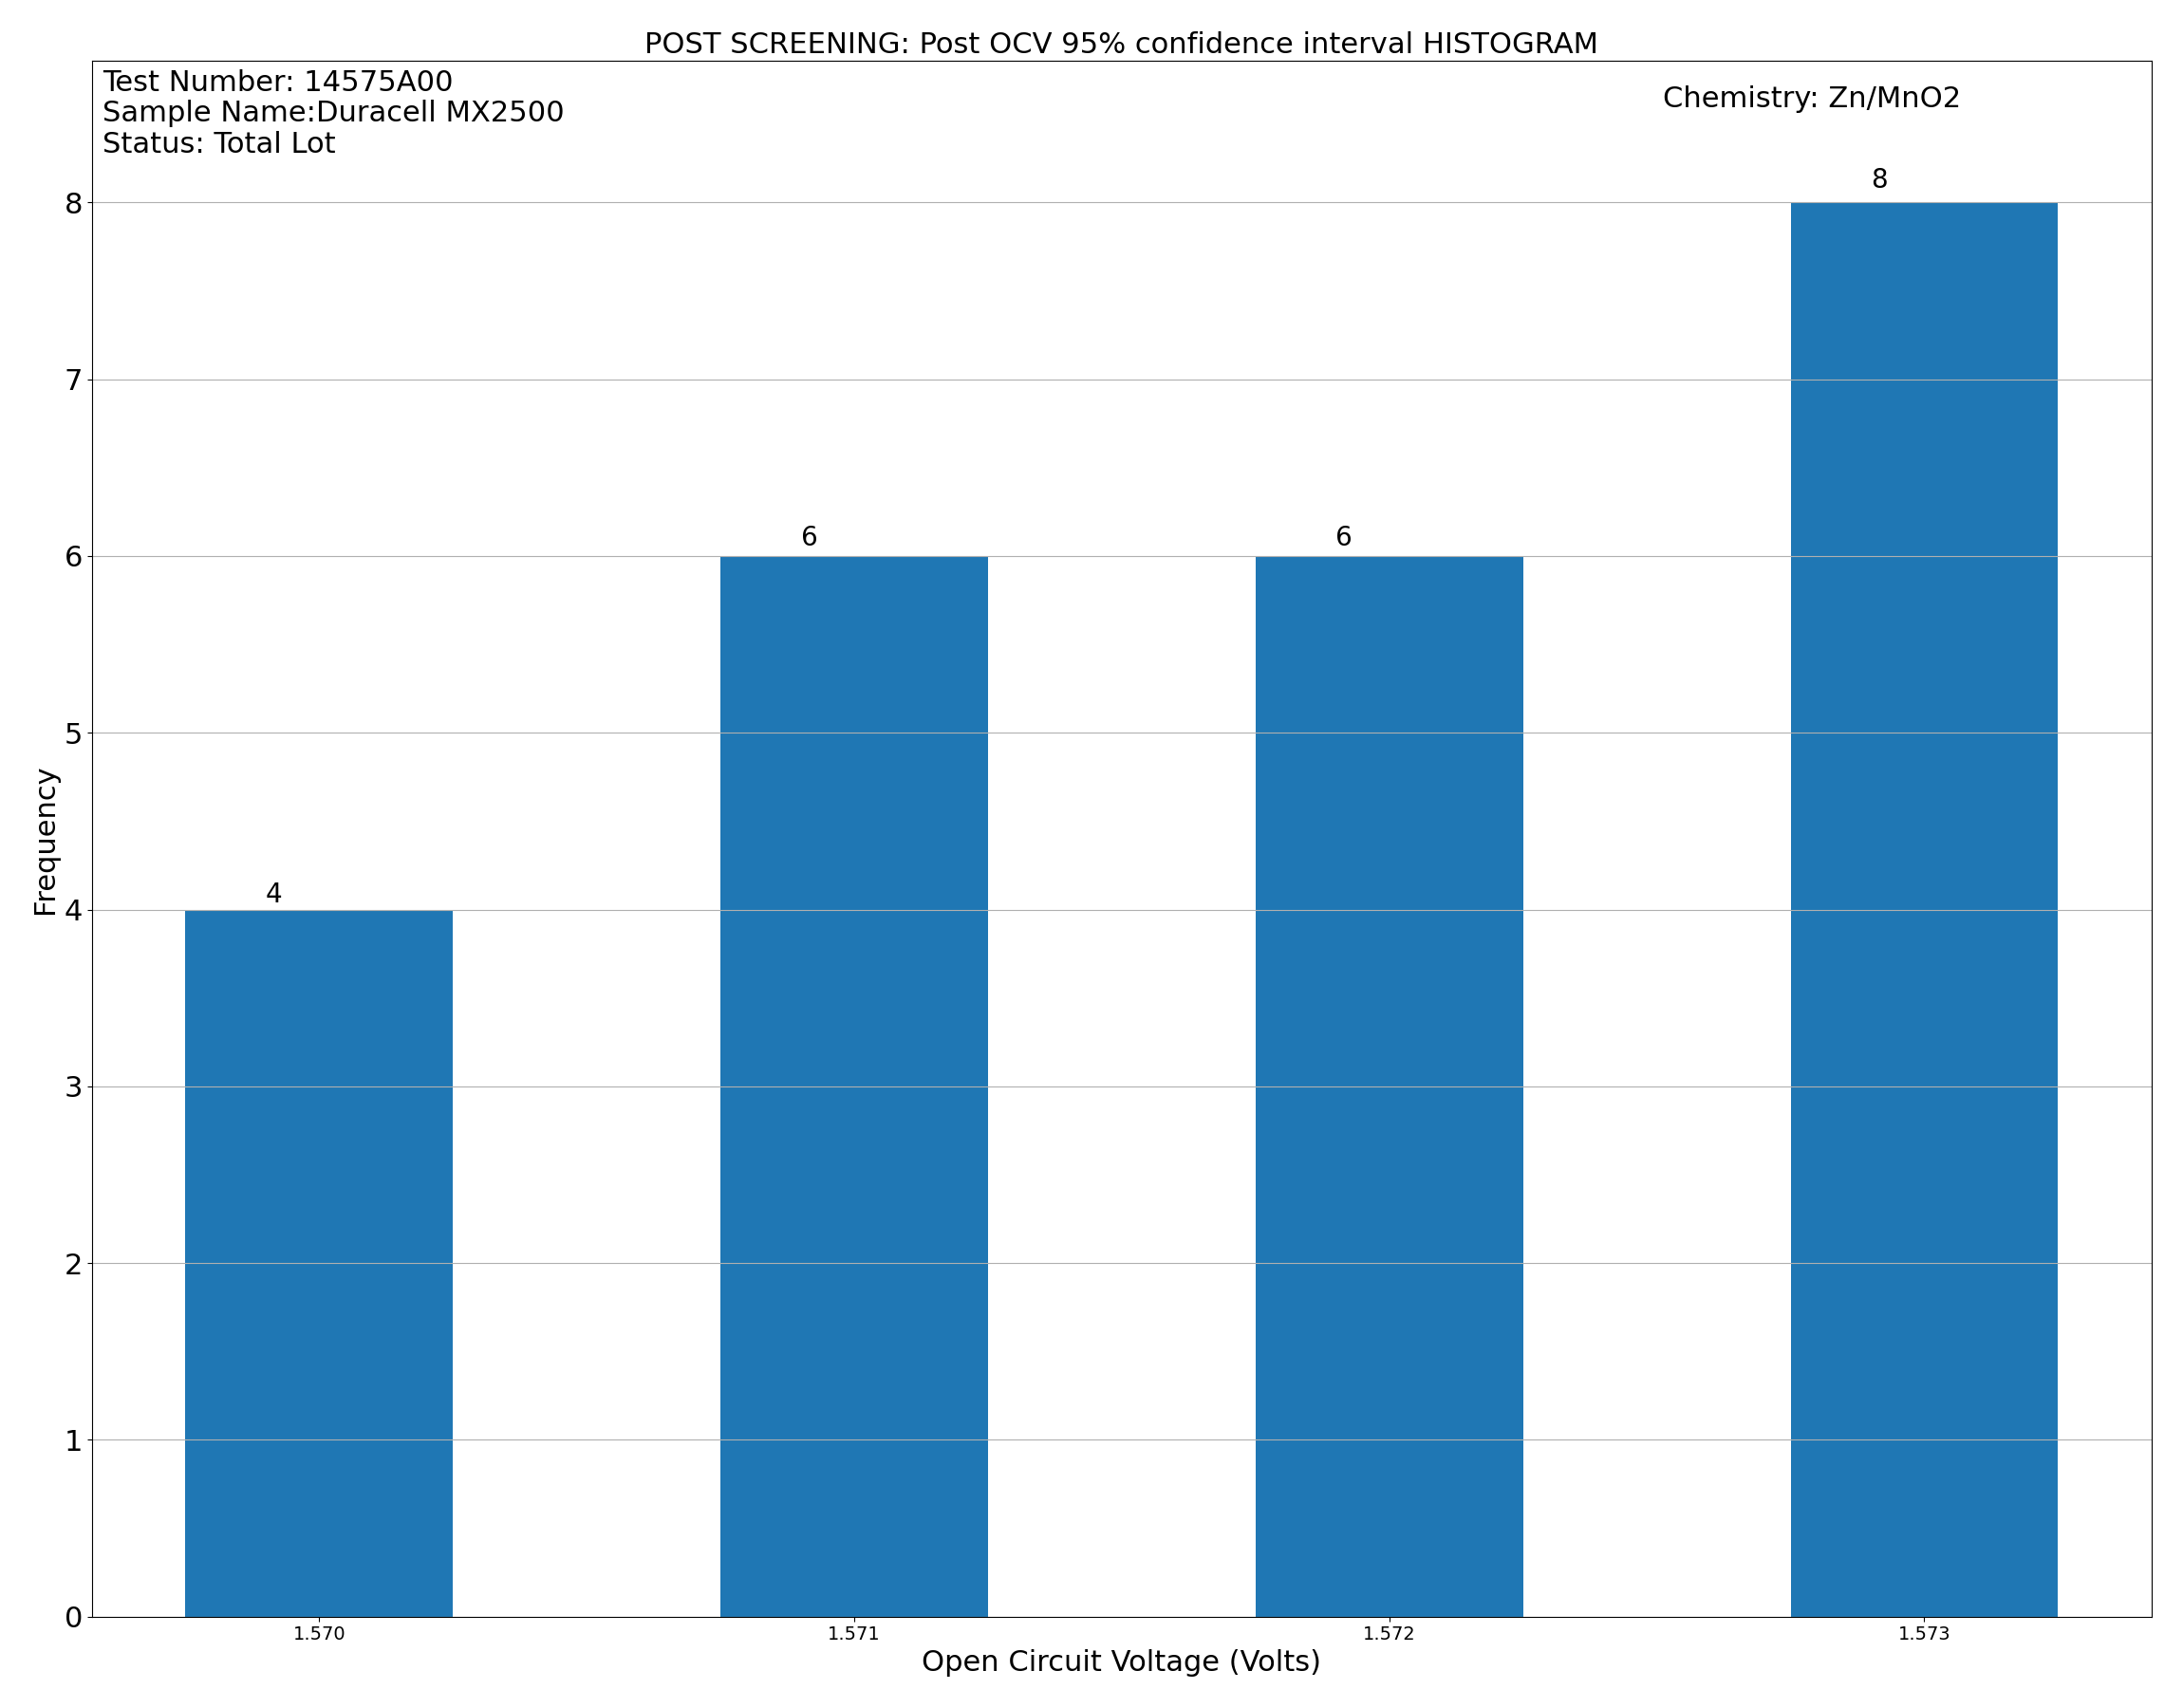 POST SCREENING: Post OCV 95% confidence interval HISTOGRAM
Test Number: 14575A00
Sample Name:Duracell MX2500
Status: Total Lot
Chemistry: Zn/MnO2
8
8
7
6
6
6
5
4
4
3
2
1
0
Frequency
1.570
1.571
1.572
1.573
Open Circuit Voltage (Volts)